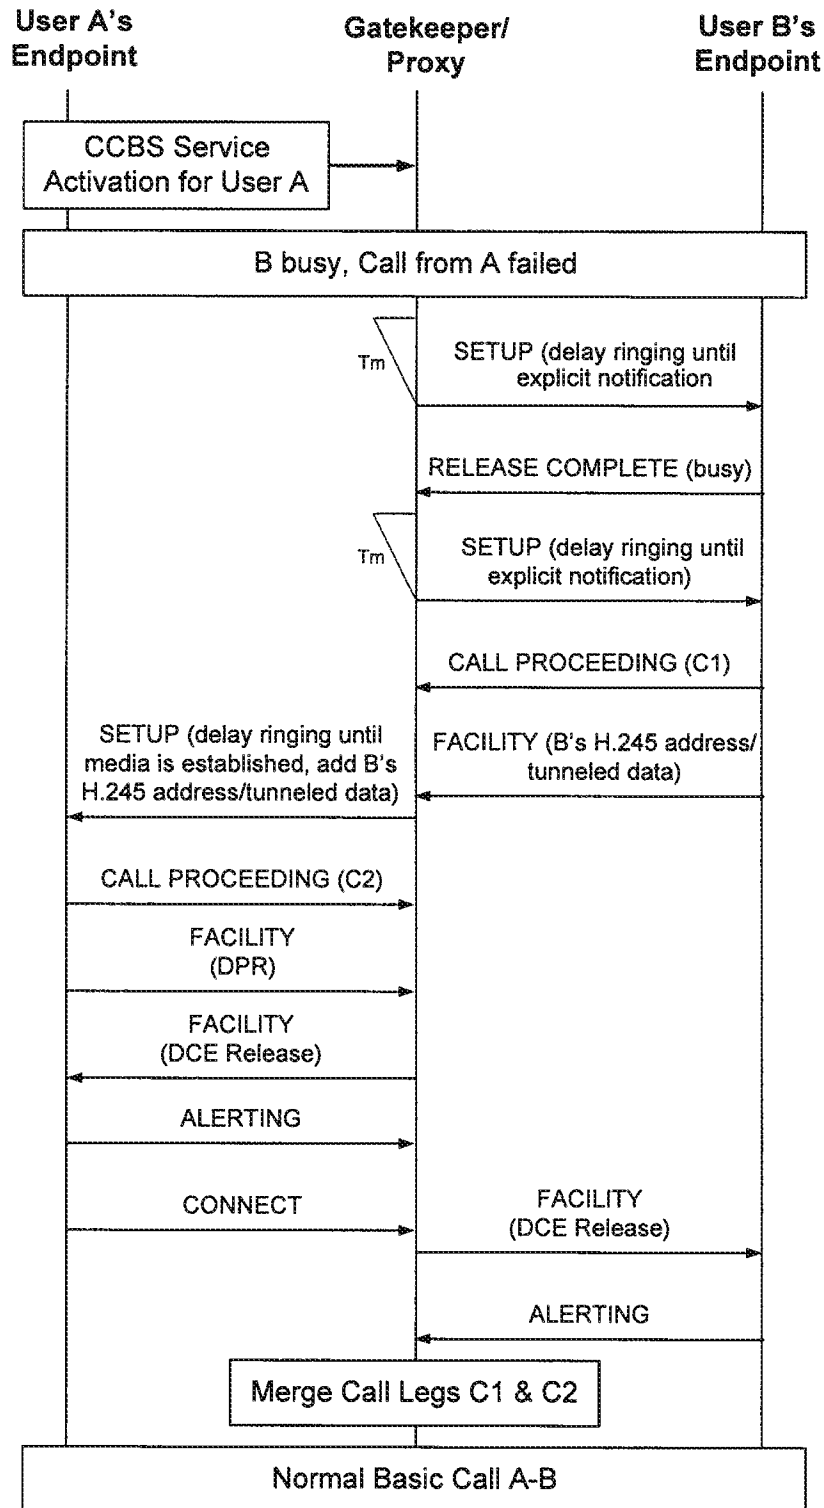 User A's
Endpoint
Gatekeeper/
Proxy
User B's
Endpoint
CCBS Service
Activation for User A
B busy, Call from A failed
Tm
SETUP (delay ringing until
explicit notification
RELEASE COMPLETE (busy)
Tm
SETUP (delay ringing until
explicit notification)
CALL PROCEEDING (C1)
SETUP (delay ringing until
media is established, add B's
H.245 address/tunneled data)
FACILITY (B's H.245 address/
tunneled data)
CALL PROCEEDING (C2)
FACILITY
(DPR)
FACILITY
(DCE Release)
ALERTING
CONNECT
FACILITY
(DCE Release)
ALERTING
Merge Call Legs C1 & C2
Normal Basic Call A-B